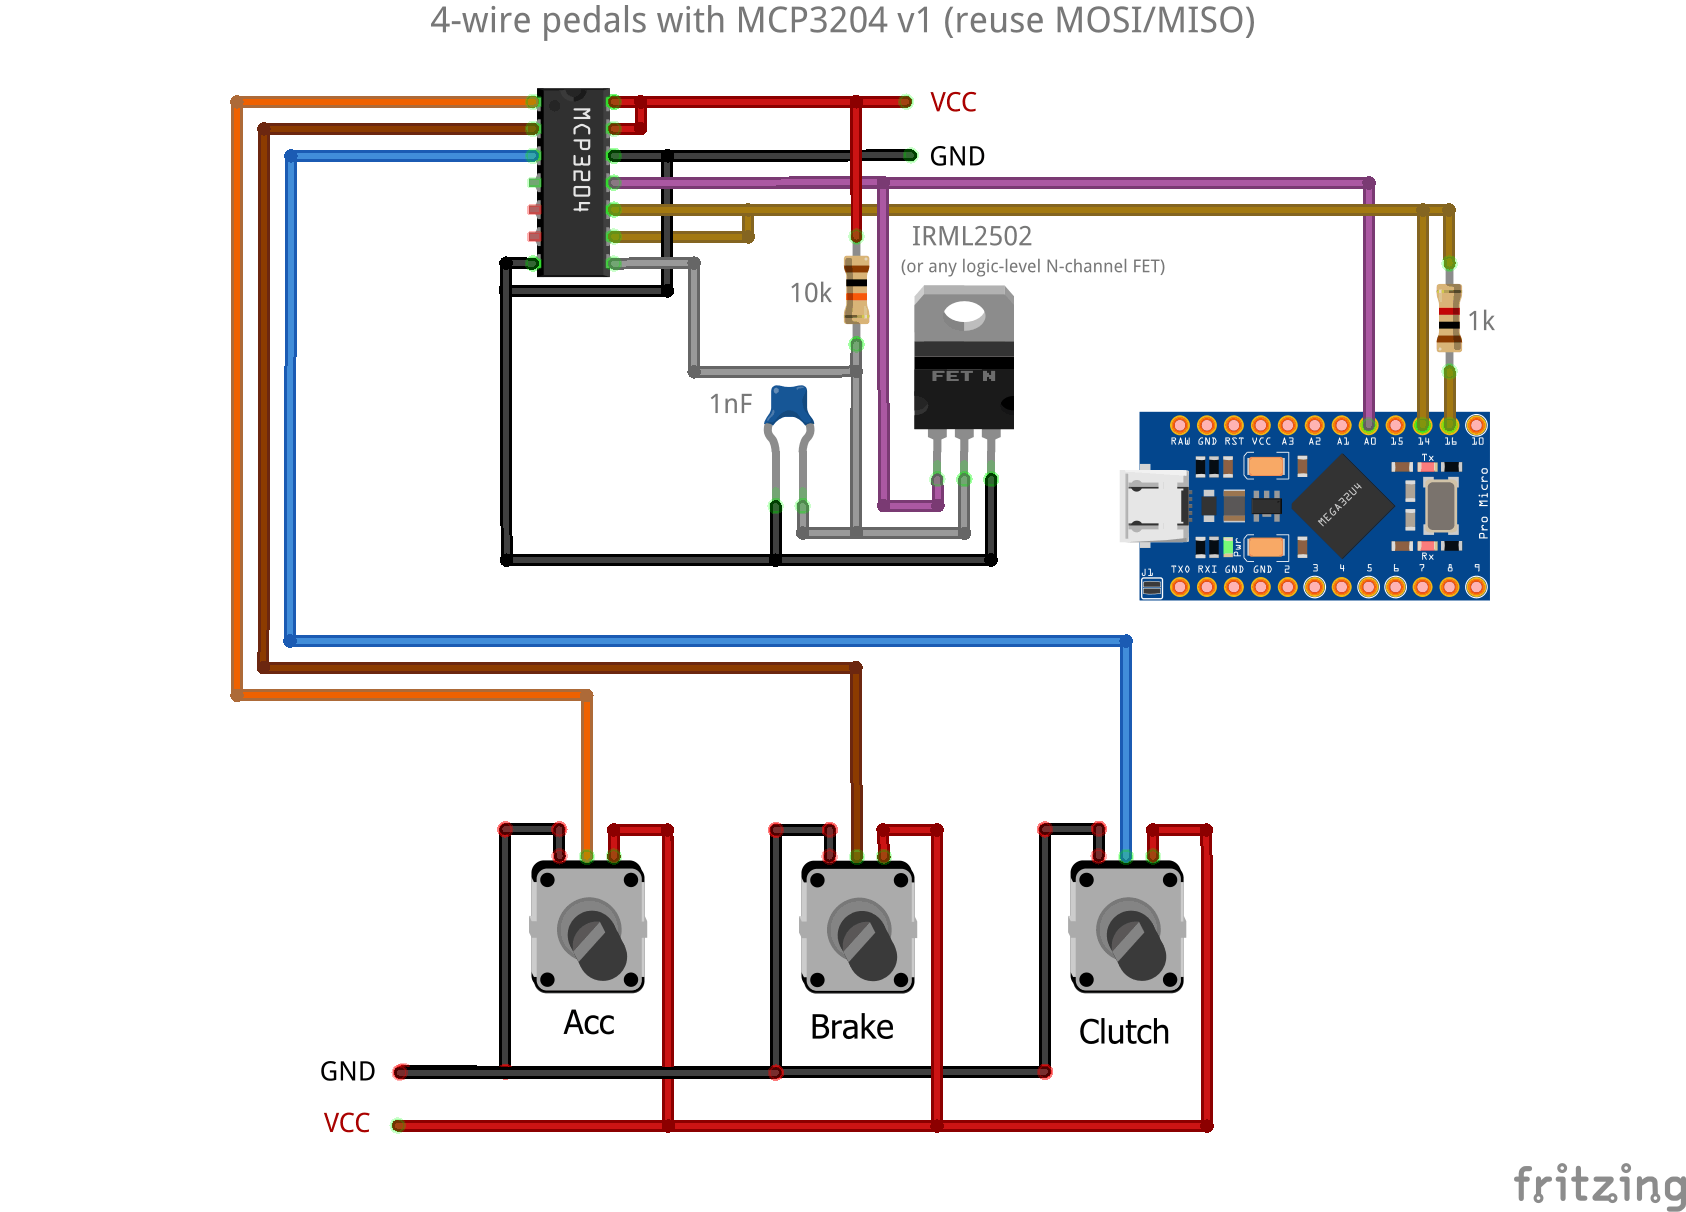 4-wire pedals with MCP3204 v1 (reuse MOSI/MISO)
VCC
GND
MCP3204
IRML2502
(or any logic-level N-channel FET)
10k
1k
FET N
1nF
RAW GND RST VCC A3 A2 A1 A0 15 14 16 10
Tx
MEGA32U4
Pro Micro
Pwr
Rx
J1
TXO RXI GND GND 2 3 4 5 6 7 8 9
Acc
Brake
Clutch
GND
VCC
fritzing